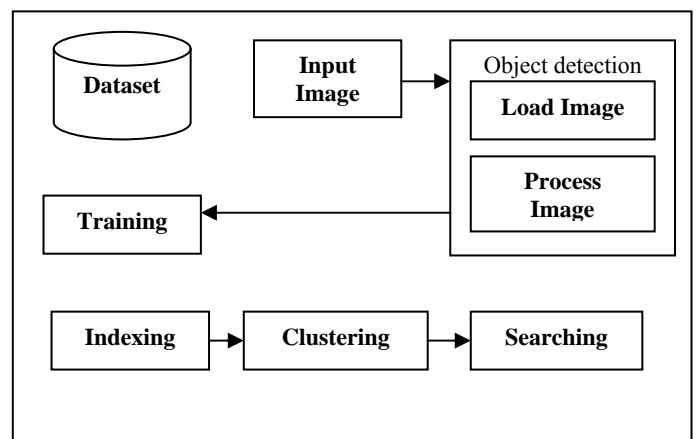 Dataset
Input
Image
Object detection
Load Image
Process
Image
Training
Indexing
Clustering
Searching